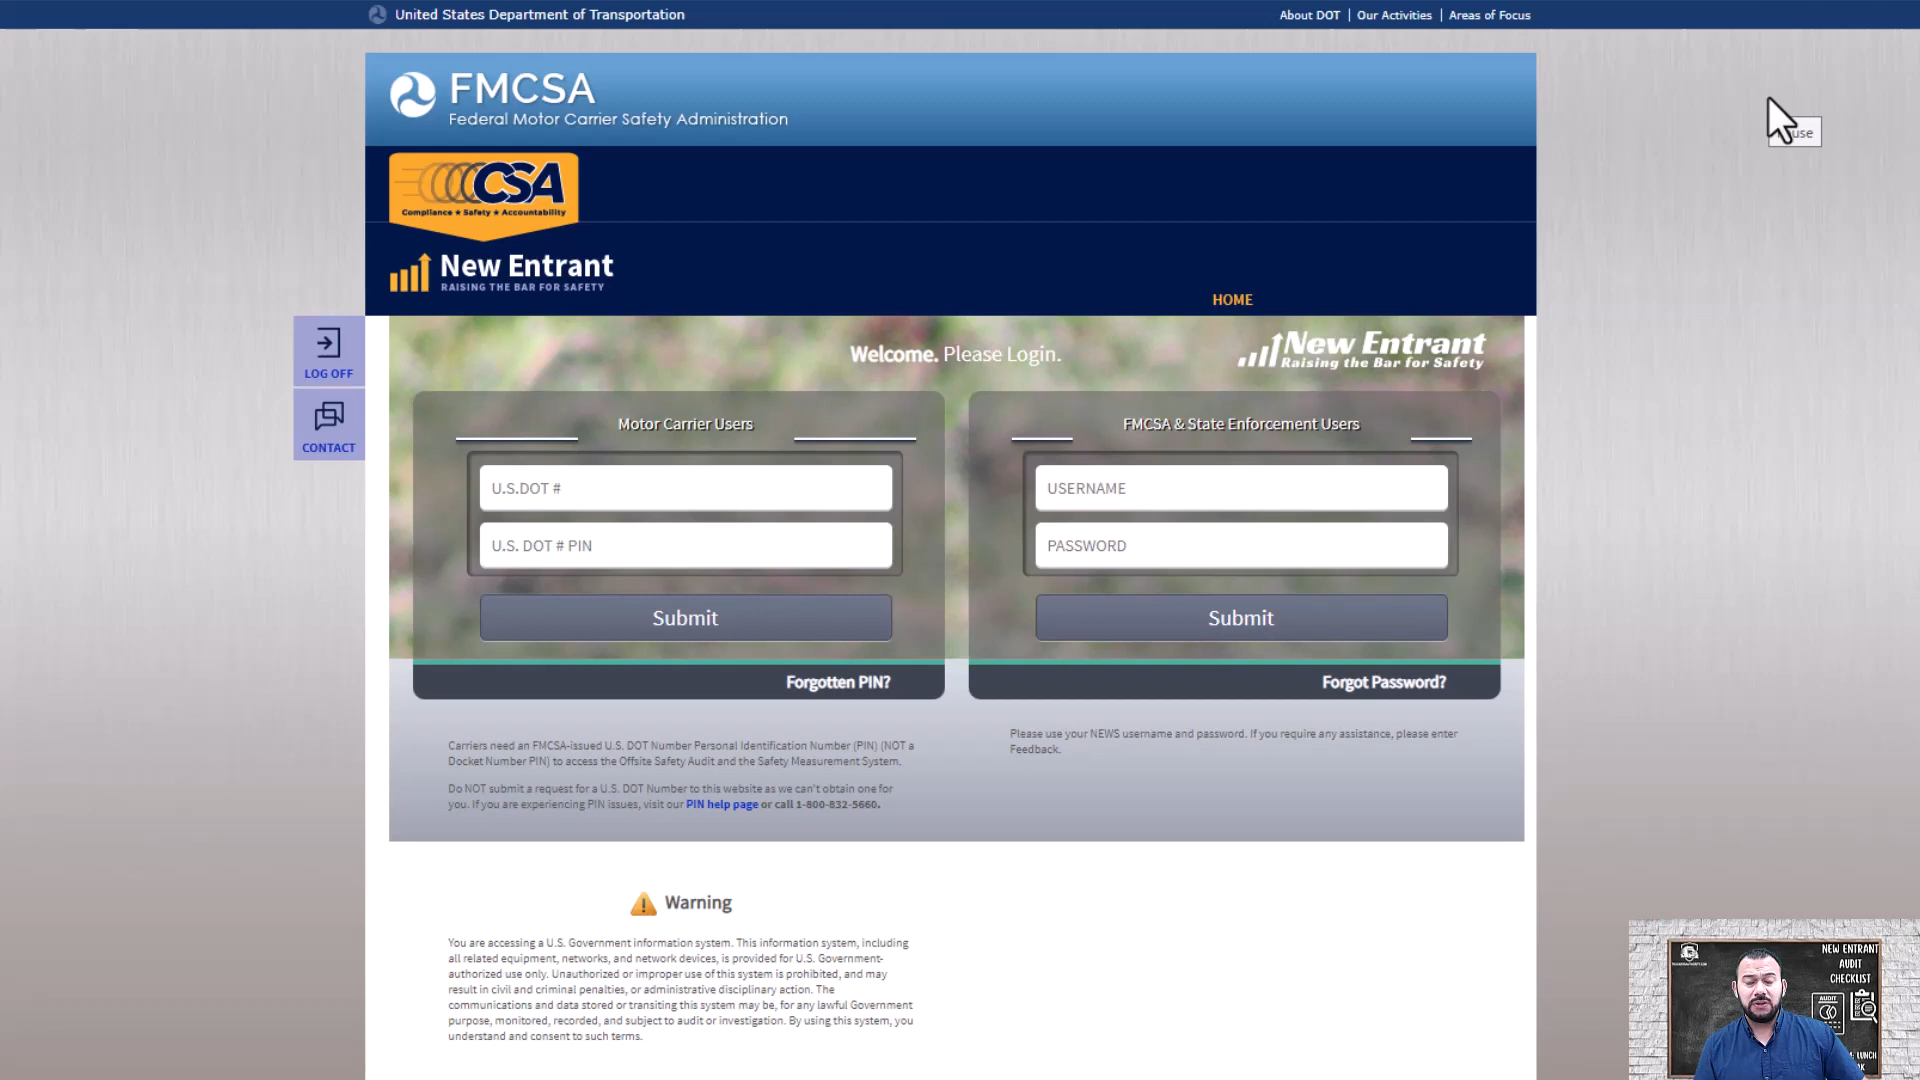 United States Department of Transportation
About DOT | Our Activities | Areas of Focus
FMCSA
Federal Motor Carrier Safety Administration
CSA
Compliance ★ Safety ★ Accountability
New Entrant
RAISING THE BAR FOR SAFETY
HOME
LOG OFF
CONTACT
Welcome. Please Login.
New Entrant
Raising the Bar for Safety
Motor Carrier Users
U.S.DOT #
U.S. DOT # PIN
Submit
Forgotten PIN?
FMCSA & State Enforcement Users
USERNAME
PASSWORD
Submit
Forgot Password?
Carriers need an FMCSA-issued U.S. DOT Number Personal Identification Number (PIN) (NOT a
Docket Number PIN) to access the Offsite Safety Audit and the Safety Measurement System.
Do NOT submit a request for a U.S. DOT Number to this website as we can't obtain one for
you. If you are experiencing PIN issues, visit our PIN help page or call 1-800-832-5660.
Please use your NEWS username and password. If you require any assistance, please enter
Feedback.
Warning
You are accessing a U.S. Government information system. This information system, including
all related equipment, networks, and network devices, is provided for U.S. Government-
authorized use only. Unauthorized or improper use of this system is prohibited, and may
result in civil and criminal penalties, or administrative disciplinary action. The
communications and data stored or transiting this system may be, for any lawful Government
purpose, monitored, recorded, and subject to audit or investigation. By using this system, you
understand and consent to such terms.
NEW ENTRANT
AUDIT
CHECKLIST
AUDIT
LUNCH